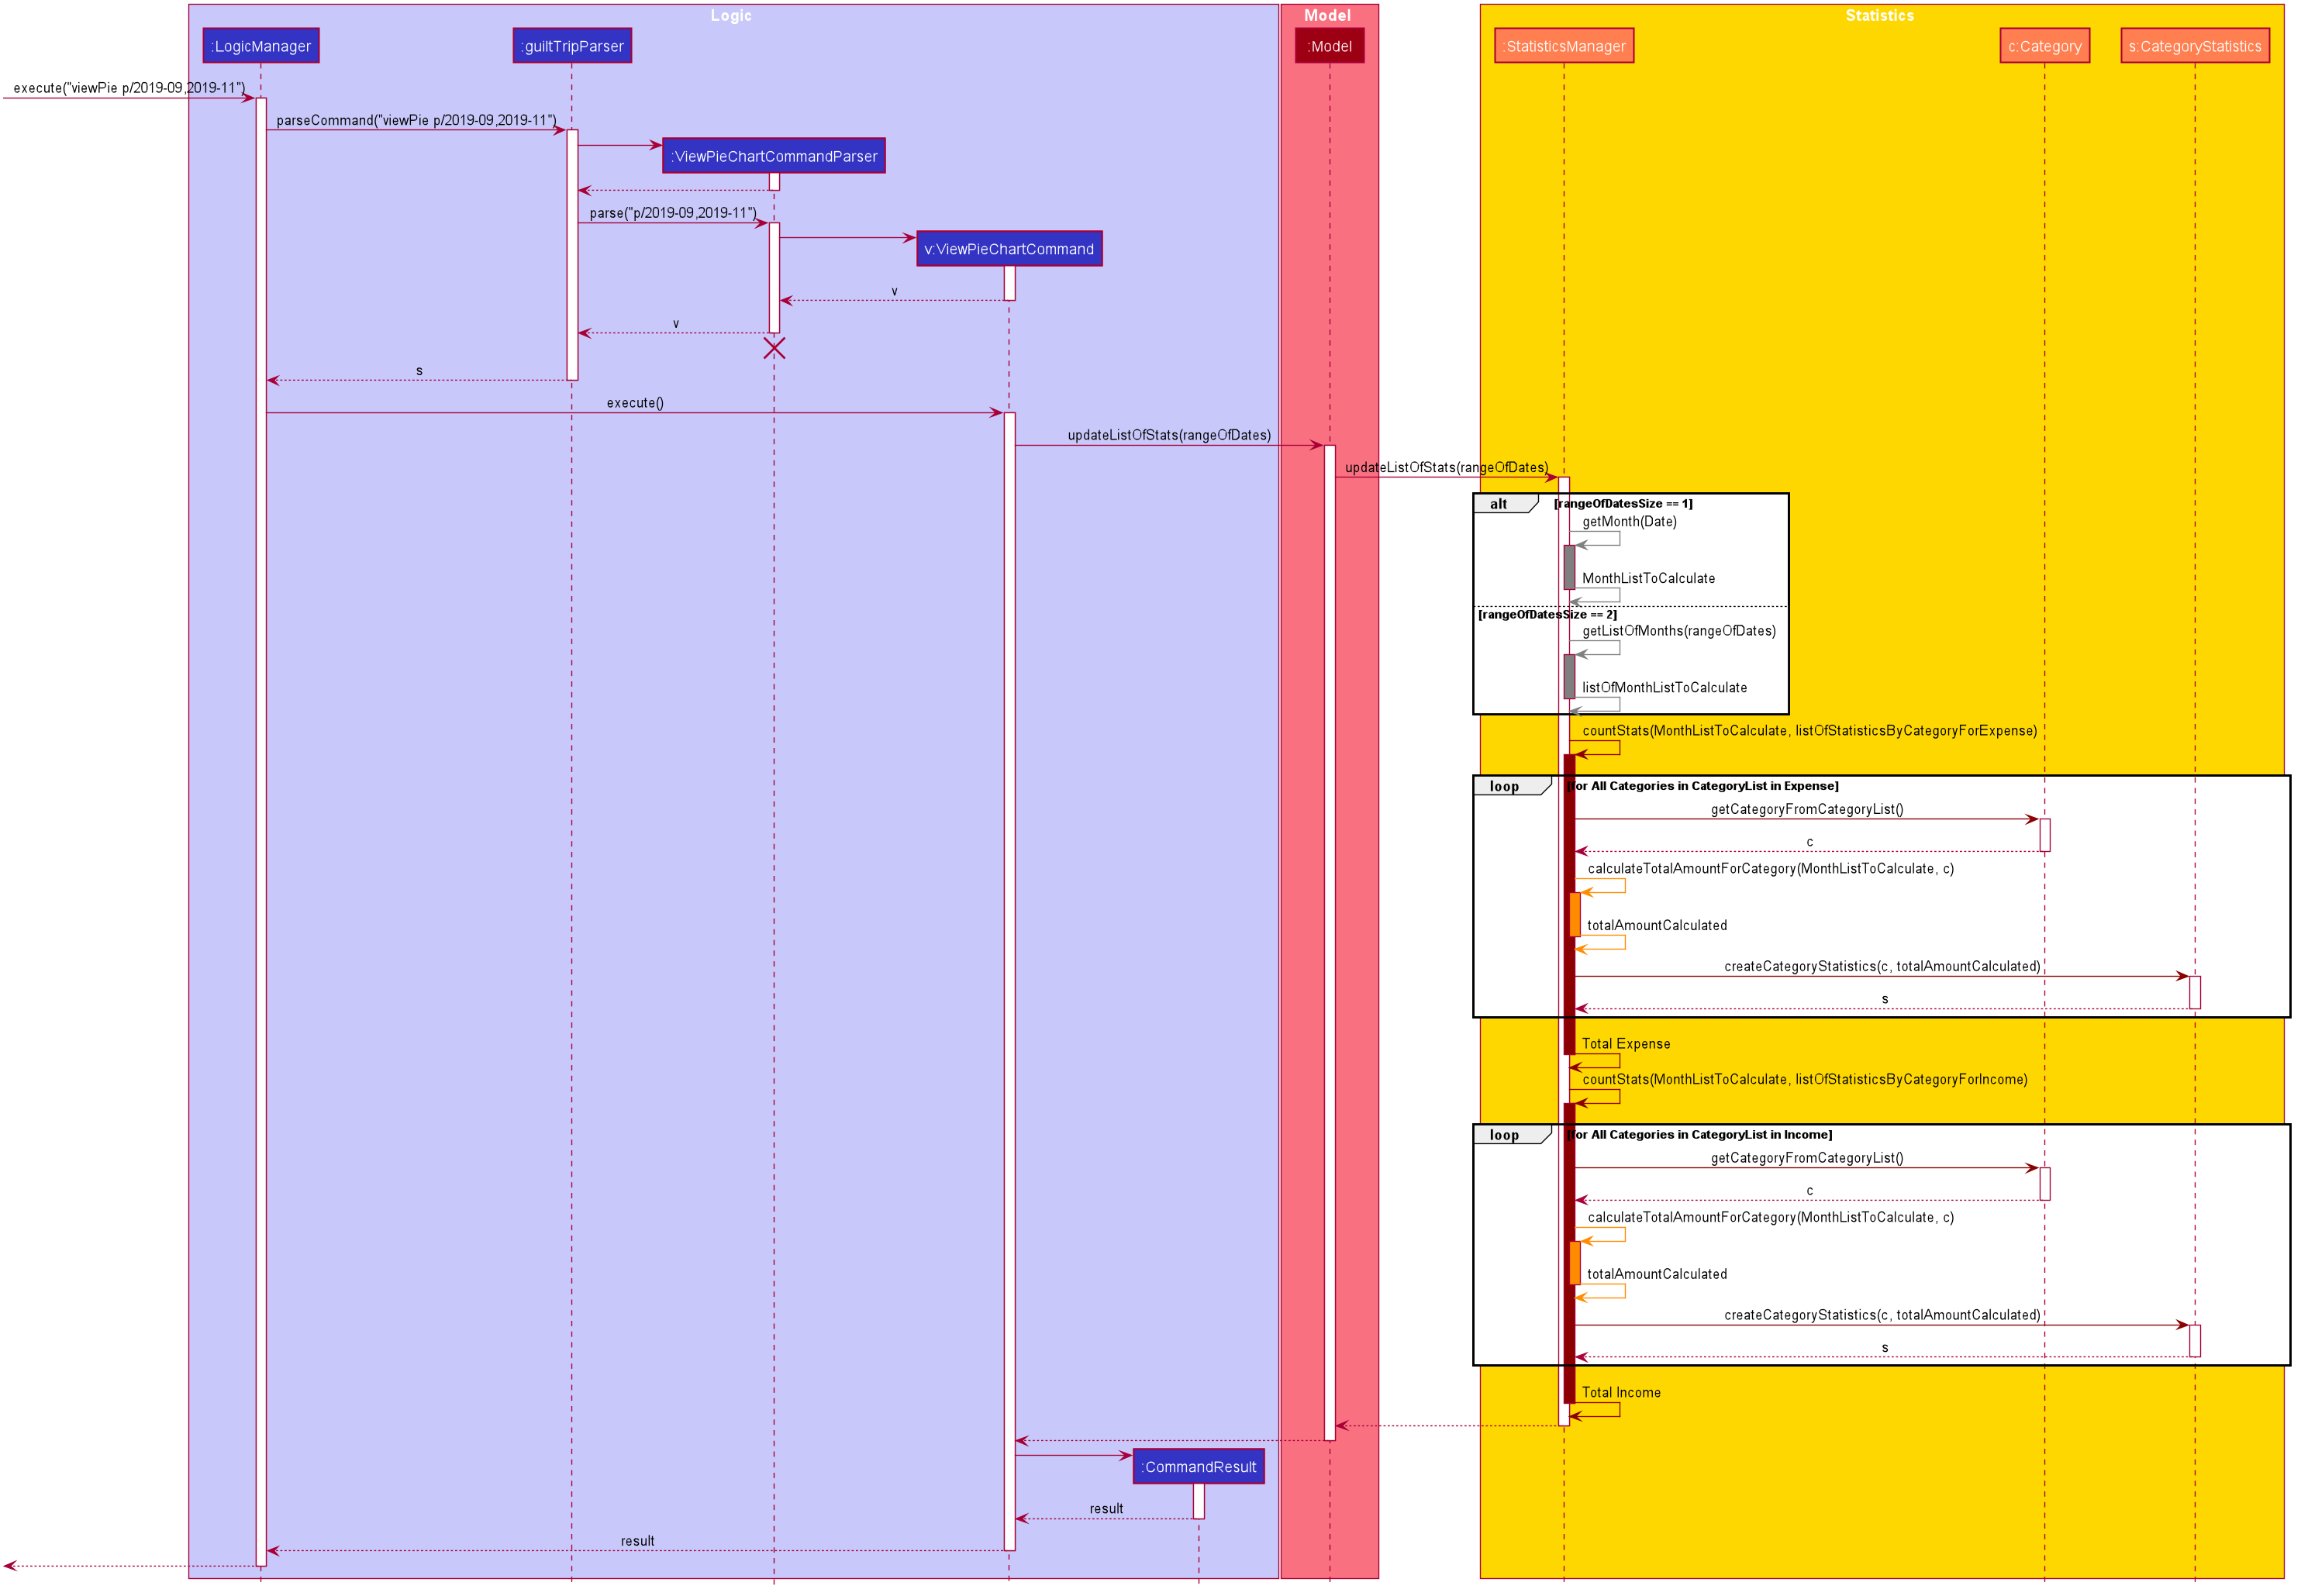 Logic
Model
Statistics
:LogicManager
:guiltTripParser
:Model
:StatisticsManager
c:Category
s:CategoryStatistics
execute("viewPie p/2019-09,2019-11")
parseCommand("viewPie p/2019-09,2019-11")
:ViewPieChartCommandParser
parse("p/2019-09,2019-11")
v:ViewPieChartCommand
v
v
s
execute()
updateListOfStats(rangeOfDates)
updateListOfStats(rangeOfDates)
alt
[rangeOfDatesSize == 1]
getMonth(Date)
MonthListToCalculate
[rangeOfDatesSize == 2]
getListOfMonths(rangeOfDates)
listOfMonthListToCalculate
countStats(MonthListToCalculate, listOfStatisticsByCategoryForExpense)
loop
[for All Categories in CategoryList in Expense]
getCategoryFromCategoryList()
c
calculateTotalAmountForCategory(MonthListToCalculate, c)
totalAmountCalculated
createCategoryStatistics(c, totalAmountCalculated)
s
Total Expense
countStats(MonthListToCalculate, listOfStatisticsByCategoryForIncome)
loop
[for All Categories in CategoryList in Income]
getCategoryFromCategoryList()
c
calculateTotalAmountForCategory(MonthListToCalculate, c)
totalAmountCalculated
createCategoryStatistics(c, totalAmountCalculated)
s
Total Income
:CommandResult
result
result